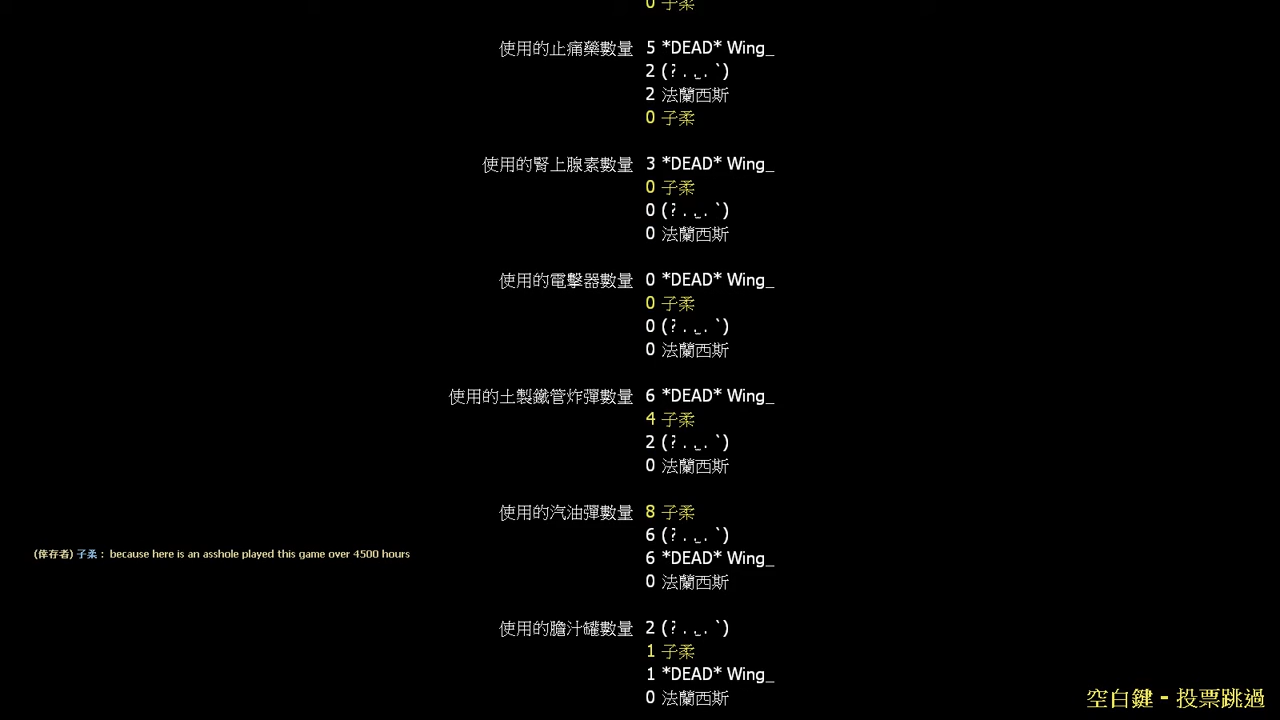 0 子柔
使用的止痛藥數量 5 *DEAD* Wing_
2 (? . _. `)
2 法蘭西斯
0 子柔
使用的腎上腺素數量 3 *DEAD* Wing_
0 子柔
0 (? . _. `)
0 法蘭西斯
使用的電擊器數量 0 *DEAD* Wing_
0 子柔
0 (? . _. `)
0 法蘭西斯
使用的土製鐵管炸彈數量 6 *DEAD* Wing_
4 子柔
2 (? . _. `)
0 法蘭西斯
使用的汽油彈數量 8 子柔
6 (? . _. `)
(倖存者) 子柔 : because here is an asshole played this game over 4500 hours
6 *DEAD* Wing_
0 法蘭西斯
使用的膽汁罐數量 2 (? . _. `)
1 子柔
1 *DEAD* Wing_
0 法蘭西斯
空白鍵 - 投票跳過